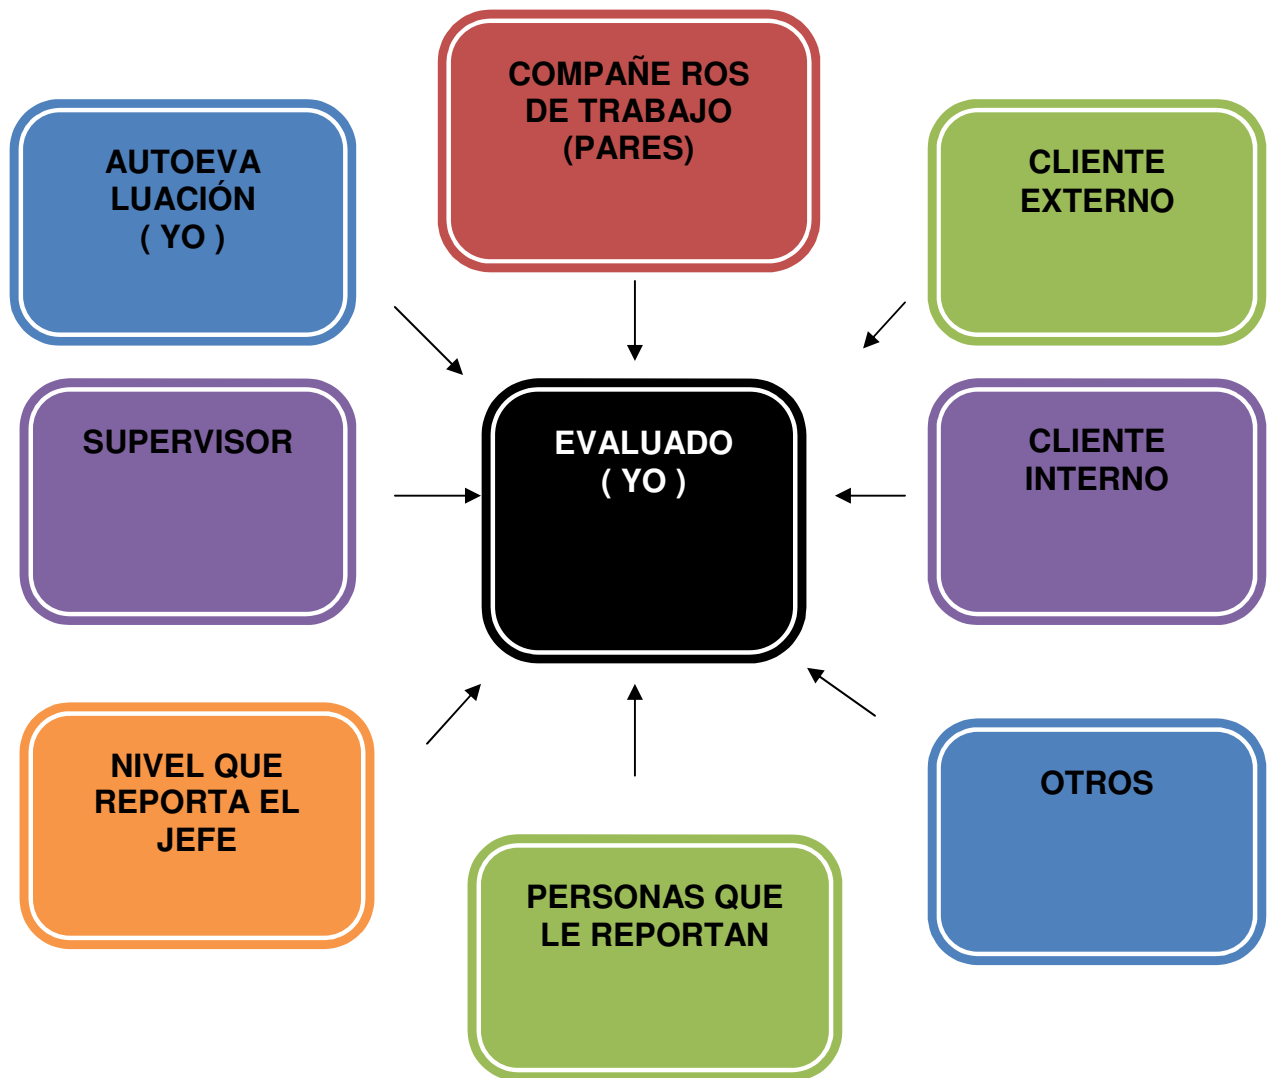 COMPAÑE ROS
DE TRABAJO
(PARES)
AUTOEVA
LUACIÓN
( YO )
CLIENTE
EXTERNO
SUPERVISOR
EVALUADO
( YO )
CLIENTE
INTERNO
NIVEL QUE
REPORTA EL
JEFE
PERSONAS QUE
LE REPORTAN
OTROS